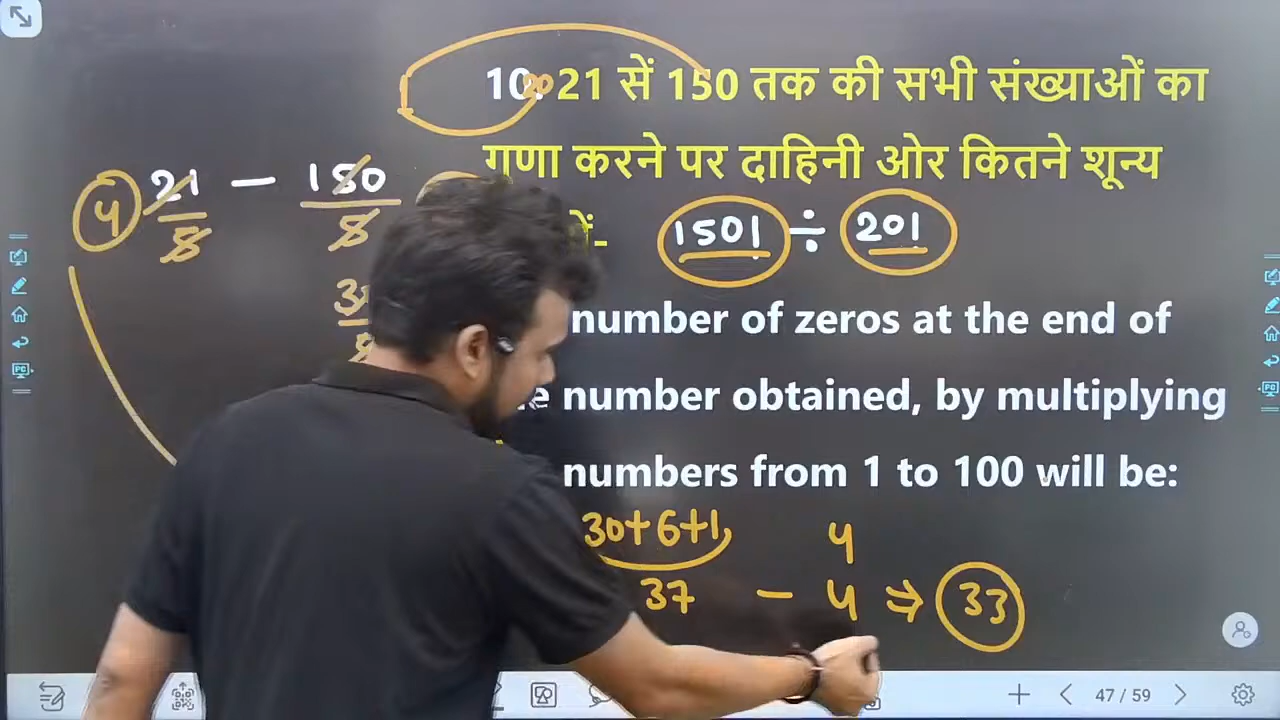 10. 20 21 सें 150 तक की सभी संख्याओं का
गुणा करने पर दाहिनी ओर कितने शून्य
4 21/5 — 150/5
1501 ÷ 201
number of zeros at the end of
number obtained, by multiplying
numbers from 1 to 100 will be:
30+6+1 4
37 — 4 ⇒ 33
47 / 59